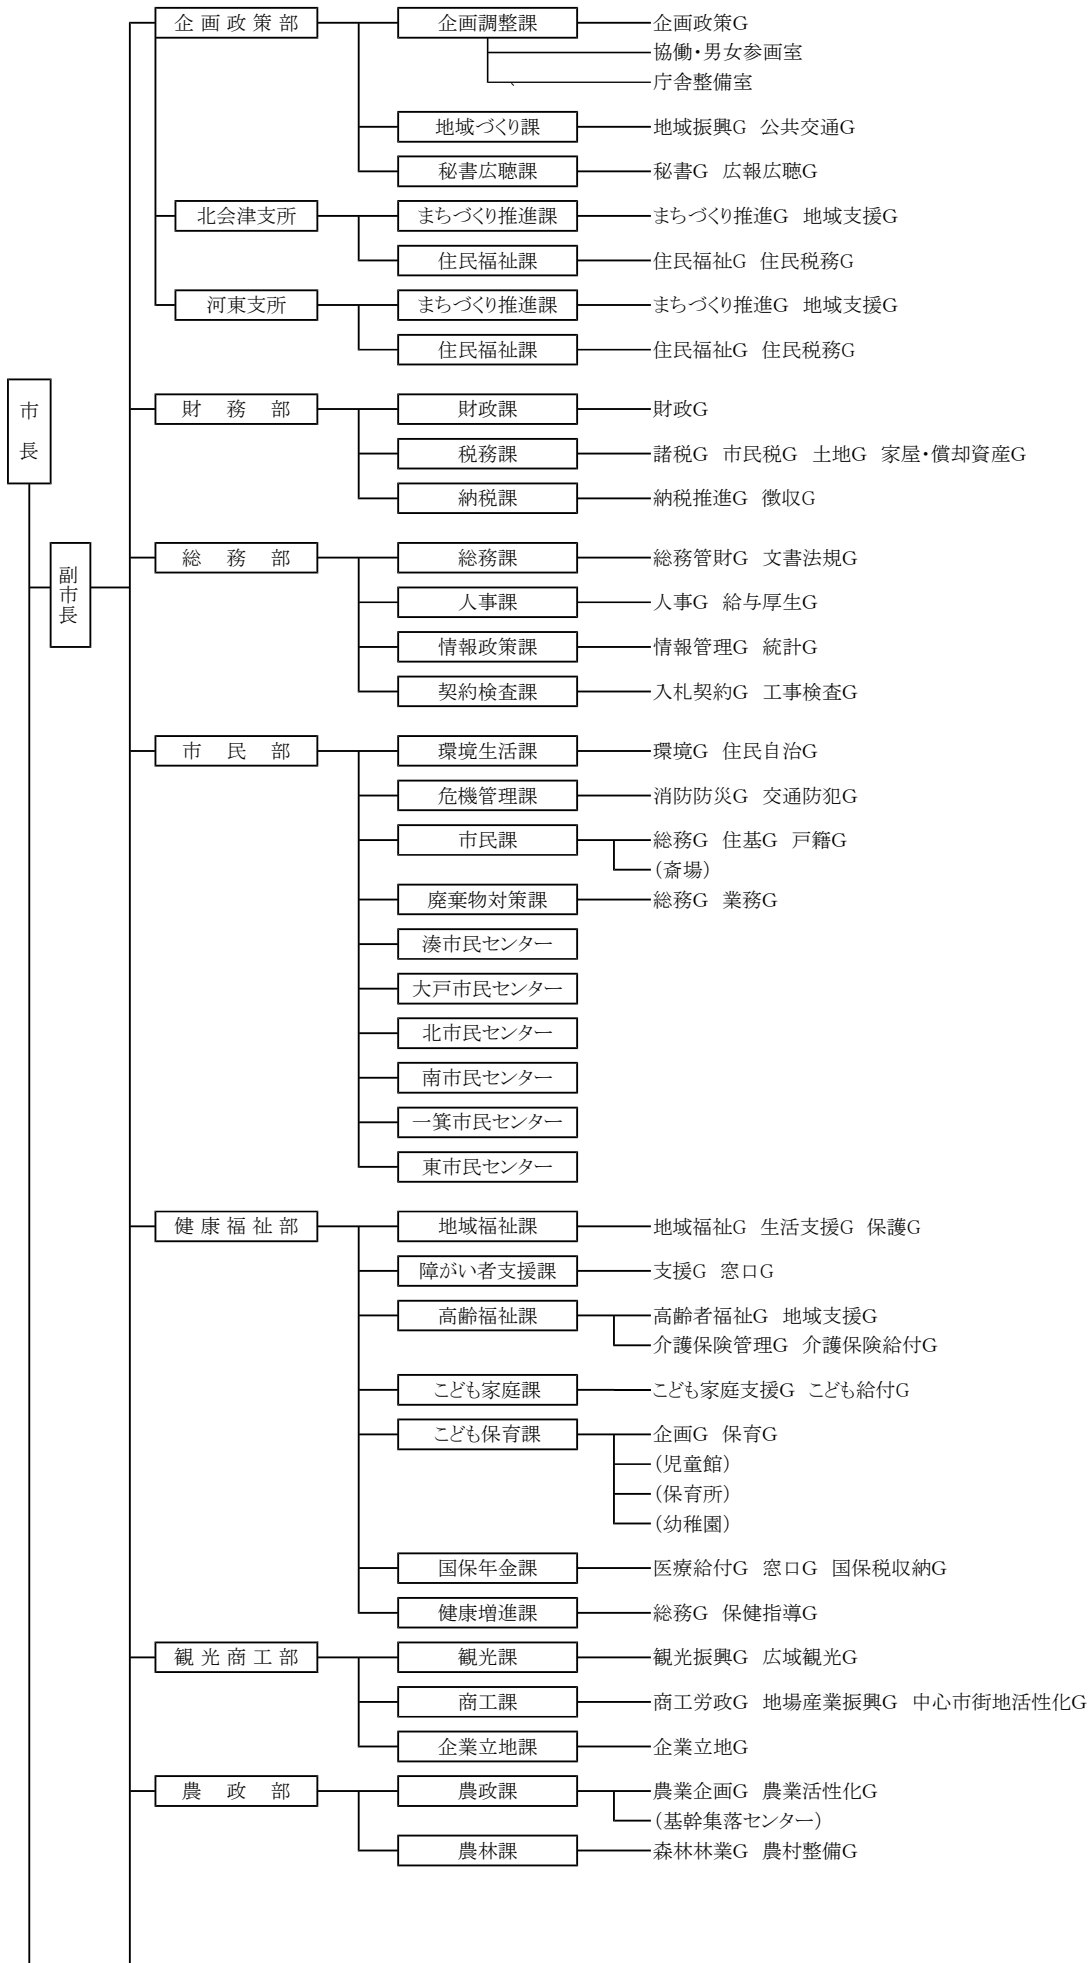 企画政策部 企画調整課 企画政策G
協働・男女参画室
庁舎整備室
地域づくり課 地域振興G 公共交通G
秘書広聴課 秘書G 広報広聴G
北会津支所 まちづくり推進課 まちづくり推進G 地域支援G
住民福祉課 住民福祉G 住民税務G
河東支所 まちづくり推進課 まちづくり推進G 地域支援G
住民福祉課 住民福祉G 住民税務G
市長
財務部 財政課 財政G
税務課 諸税G 市民税G 土地G 家屋・償却資産G
納税課 納税推進G 徴収G
副市長
総務部 総務課 総務管財G 文書法規G
人事課 人事G 給与厚生G
情報政策課 情報管理G 統計G
契約検査課 入札契約G 工事検査G
市民部 環境生活課 環境G 住民自治G
危機管理課 消防防災G 交通防犯G
市民課 総務G 住基G 戸籍G
(斎場)
廃棄物対策課 総務G 業務G
湊市民センター
大戸市民センター
北市民センター
南市民センター
一箕市民センター
東市民センター
健康福祉部 地域福祉課 地域福祉G 生活支援G 保護G
障がい者支援課 支援G 窓口G
高齢福祉課 高齢者福祉G 地域支援G
介護保険管理G 介護保険給付G
こども家庭課 こども家庭支援G こども給付G
こども保育課 企画G 保育G
(児童館)
(保育所)
(幼稚園)
国保年金課 医療給付G 窓口G 国保税収納G
健康増進課 総務G 保健指導G
観光商工部 観光課 観光振興G 広域観光G
商工課 商工労政G 地場産業振興G 中心市街地活性化G
企業立地課 企業立地G
農政部 農政課 農業企画G 農業活性化G
(基幹集落センター)
農林課 森林林業G 農村整備G